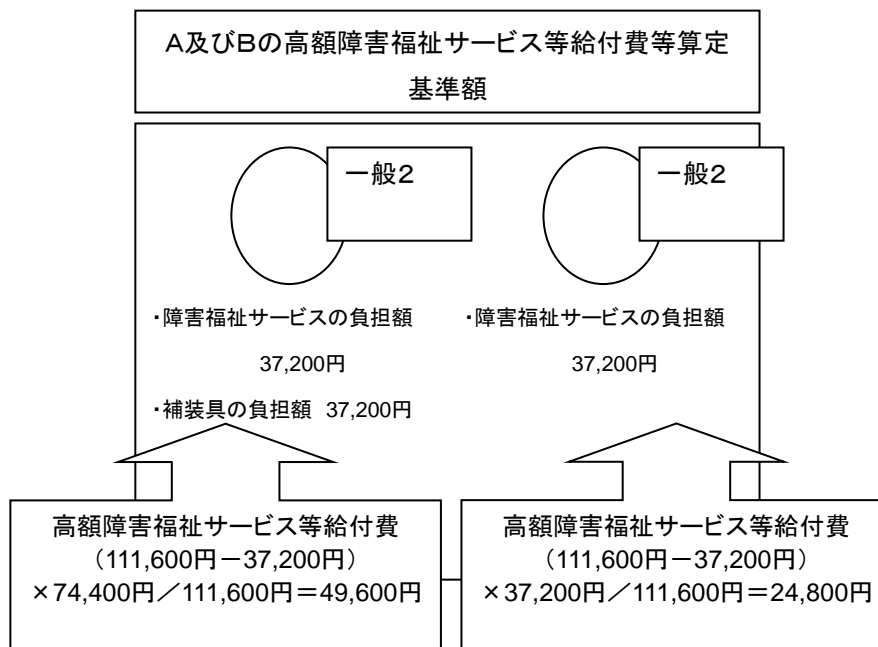 A及びBの高額障害福祉サービス等給付費等算定
基準額
一般2
一般2
・障害福祉サービスの負担額
37,200円
・補装具の負担額 37,200円
・障害福祉サービスの負担額
37,200円
高額障害福祉サービス等給付費
(111,600円-37,200円)
×74,400円/111,600円=49,600円
高額障害福祉サービス等給付費
(111,600円-37,200円)
×37,200円/111,600円=24,800円